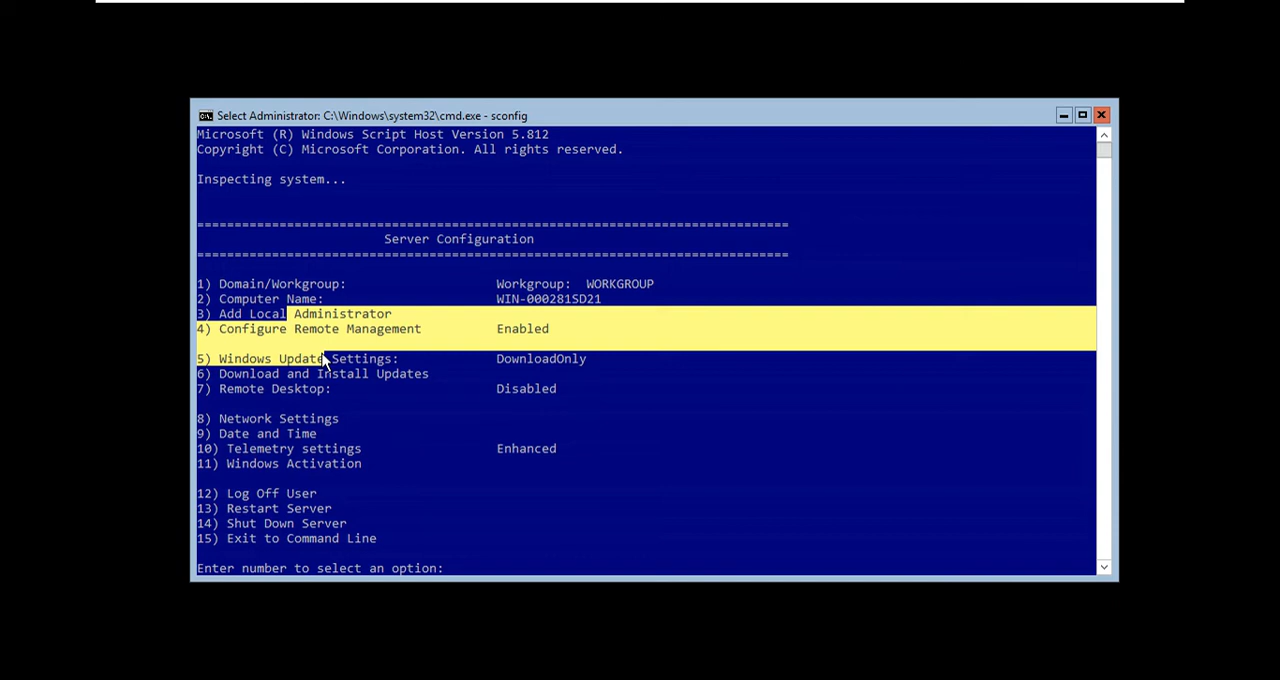 Select Administrator: C:\Windows\system32\cmd.exe - sconfig
Microsoft (R) Windows Script Host Version 5.812
Copyright (C) Microsoft Corporation. All rights reserved.
Inspecting system...
===============================================================================
Server Configuration
===============================================================================
1) Domain/Workgroup: Workgroup: WORKGROUP
2) Computer Name: WIN-000281SD21
3) Add Local Administrator
4) Configure Remote Management Enabled
5) Windows Update Settings: DownloadOnly
6) Download and Install Updates
7) Remote Desktop: Disabled
8) Network Settings
9) Date and Time
10) Telemetry settings Enhanced
11) Windows Activation
12) Log Off User
13) Restart Server
14) Shut Down Server
15) Exit to Command Line
Enter number to select an option: